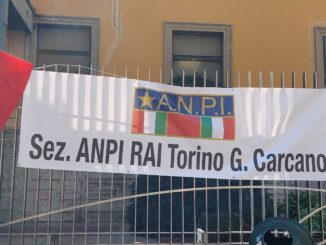 A.N.P.I.
Sez. ANPI RAI Torino G. Carcano